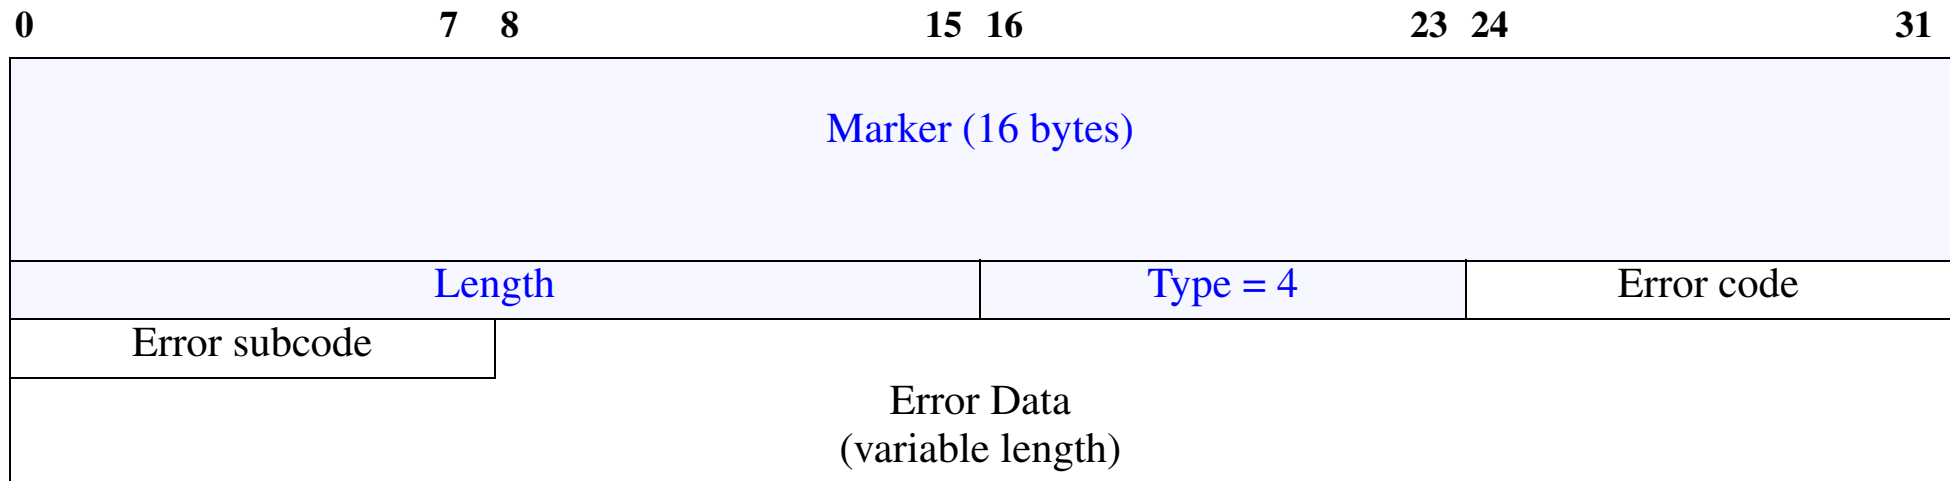 0 7 8 15 16 23 24 31
Marker (16 bytes)
Length Type = 4 Error code
Error subcode
Error Data
(variable length)